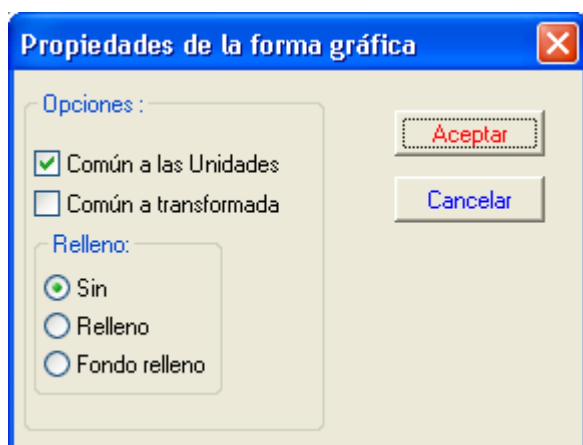 Propiedades de la forma gráfica
Opciones :
Común a las Unidades
Común a transformada
Relleno:
Sin
Relleno
Fondo relleno
Aceptar
Cancelar